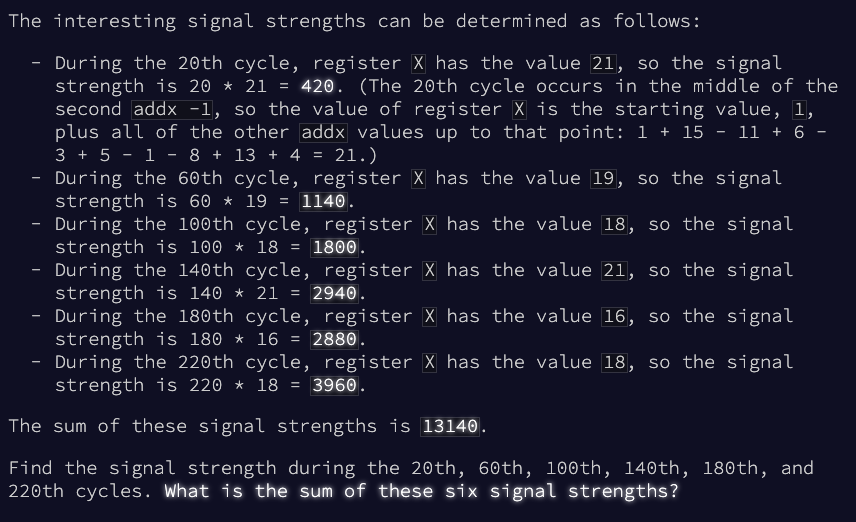 The interesting signal strengths can be determined as follows:
- During the 20th cycle, register X has the value 21, so the signal
strength is 20 * 21 = 420. (The 20th cycle occurs in the middle of the
second addx -1, so the value of register X is the starting value, 1,
plus all of the other addx values up to that point: 1 + 15 - 11 + 6 -
3 + 5 - 1 - 8 + 13 + 4 = 21.)
- During the 60th cycle, register X has the value 19, so the signal
strength is 60 * 19 = 1140.
- During the 100th cycle, register X has the value 18, so the signal
strength is 100 * 18 = 1800.
- During the 140th cycle, register X has the value 21, so the signal
strength is 140 * 21 = 2940.
- During the 180th cycle, register X has the value 16, so the signal
strength is 180 * 16 = 2880.
- During the 220th cycle, register X has the value 18, so the signal
strength is 220 * 18 = 3960.
The sum of these signal strengths is 13140.
Find the signal strength during the 20th, 60th, 100th, 140th, 180th, and
220th cycles. What is the sum of these six signal strengths?